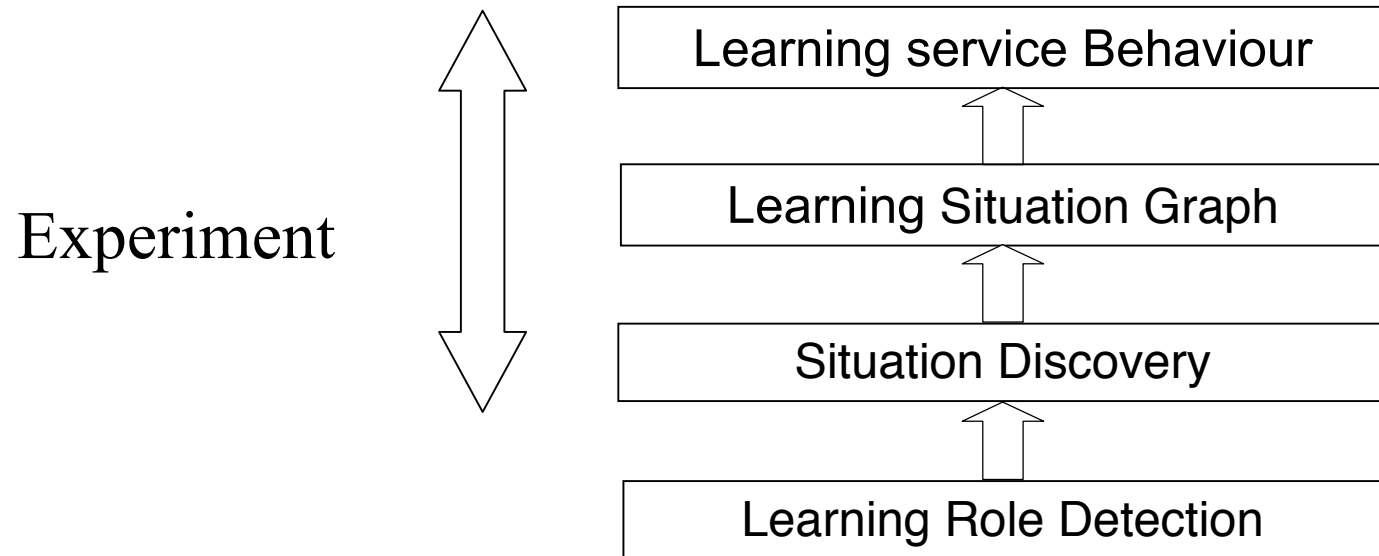 Learning service Behaviour
Learning Situation Graph
Experiment
Situation Discovery
Learning Role Detection